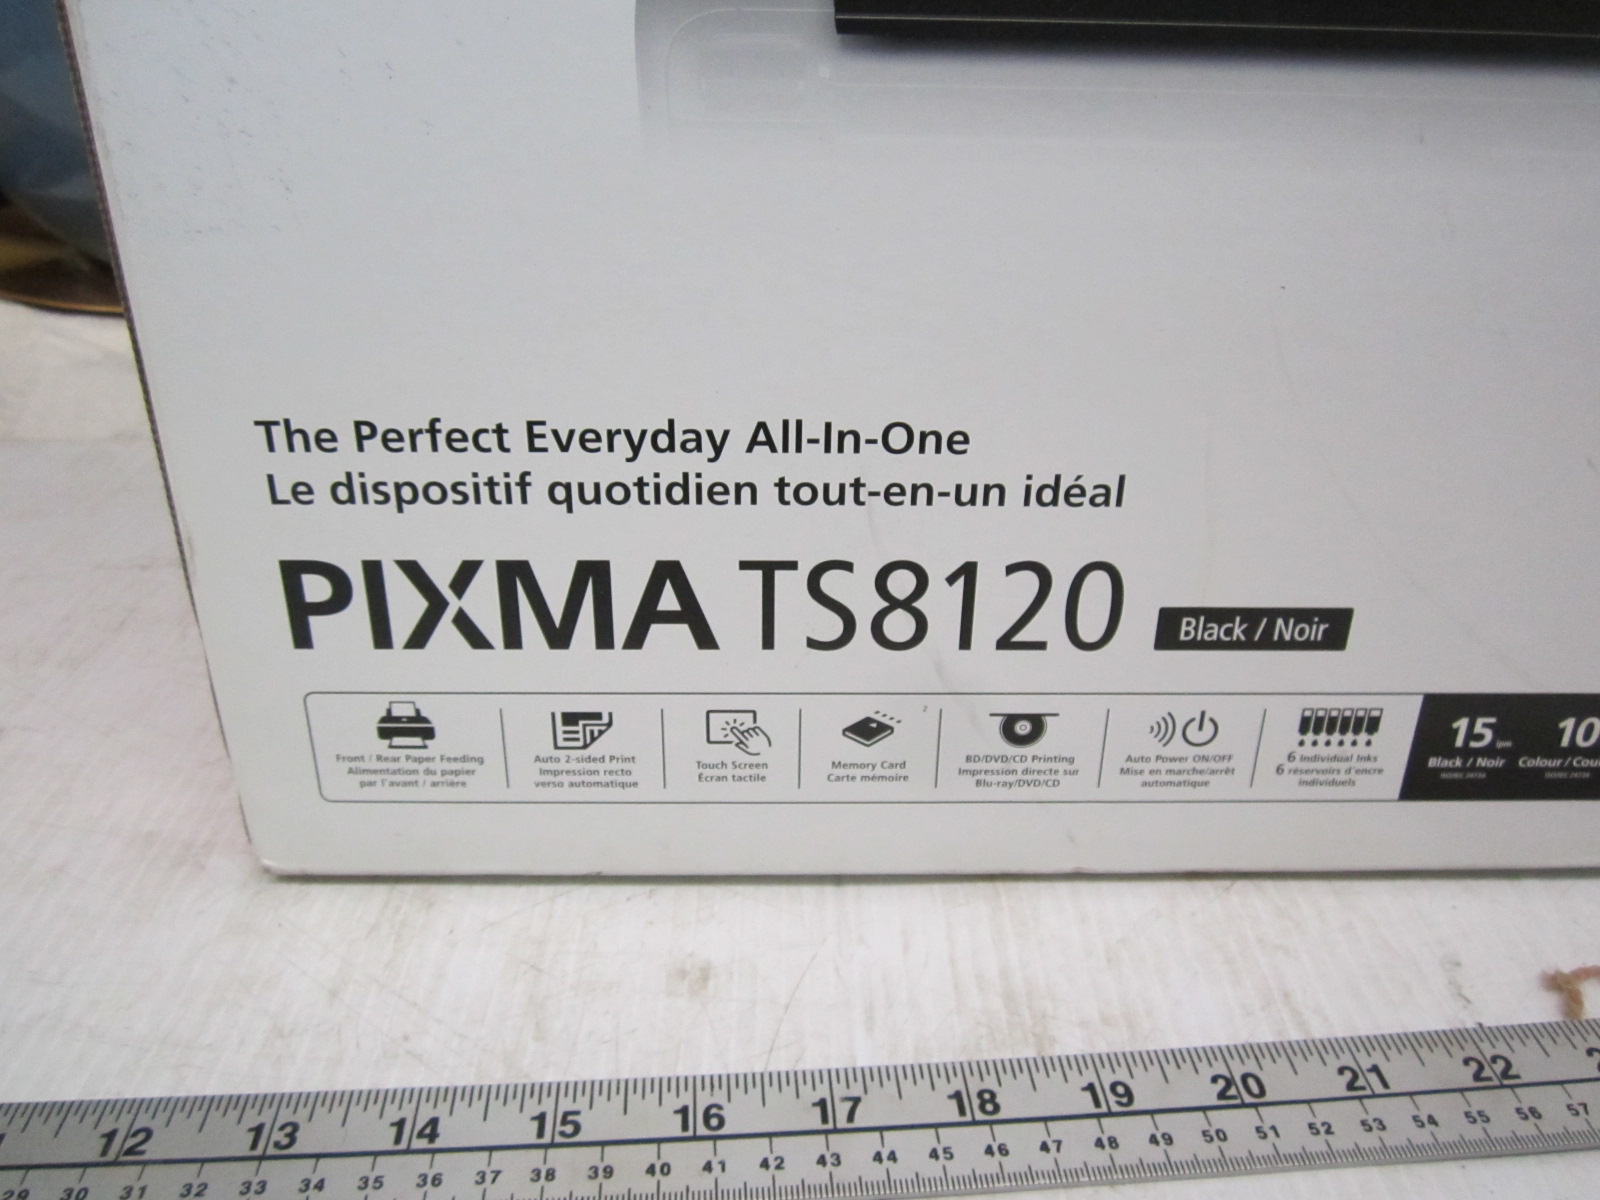 The Perfect Everyday All-In-One
Le dispositif quotidien tout-en-un idéal
PIXMA TS8120 Black / Noir
Front / Rear Paper Feeding
Alimentation du papier
par l'avant / arrière
Auto 2-sided Print
Impression recto
verso automatique
Touch Screen
Écran tactile
2
Memory Card
Carte mémoire
BD/DVD/CD Printing
Impression directe sur
Blu-ray/DVD/CD
Auto Power ON/OFF
Mise en marche/arrêt
automatique
6 Individual Inks
6 réservoirs d'encre
individuels
15 ipm
Black / Noir
10
Colour / Cou
12 13 14 15 16 17 18 19 20 21 22
29 30 31 32 33 34 35 36 37 38 39 40 41 42 43 44 45 46 47 48 49 50 51 52 53 54 55 56 57